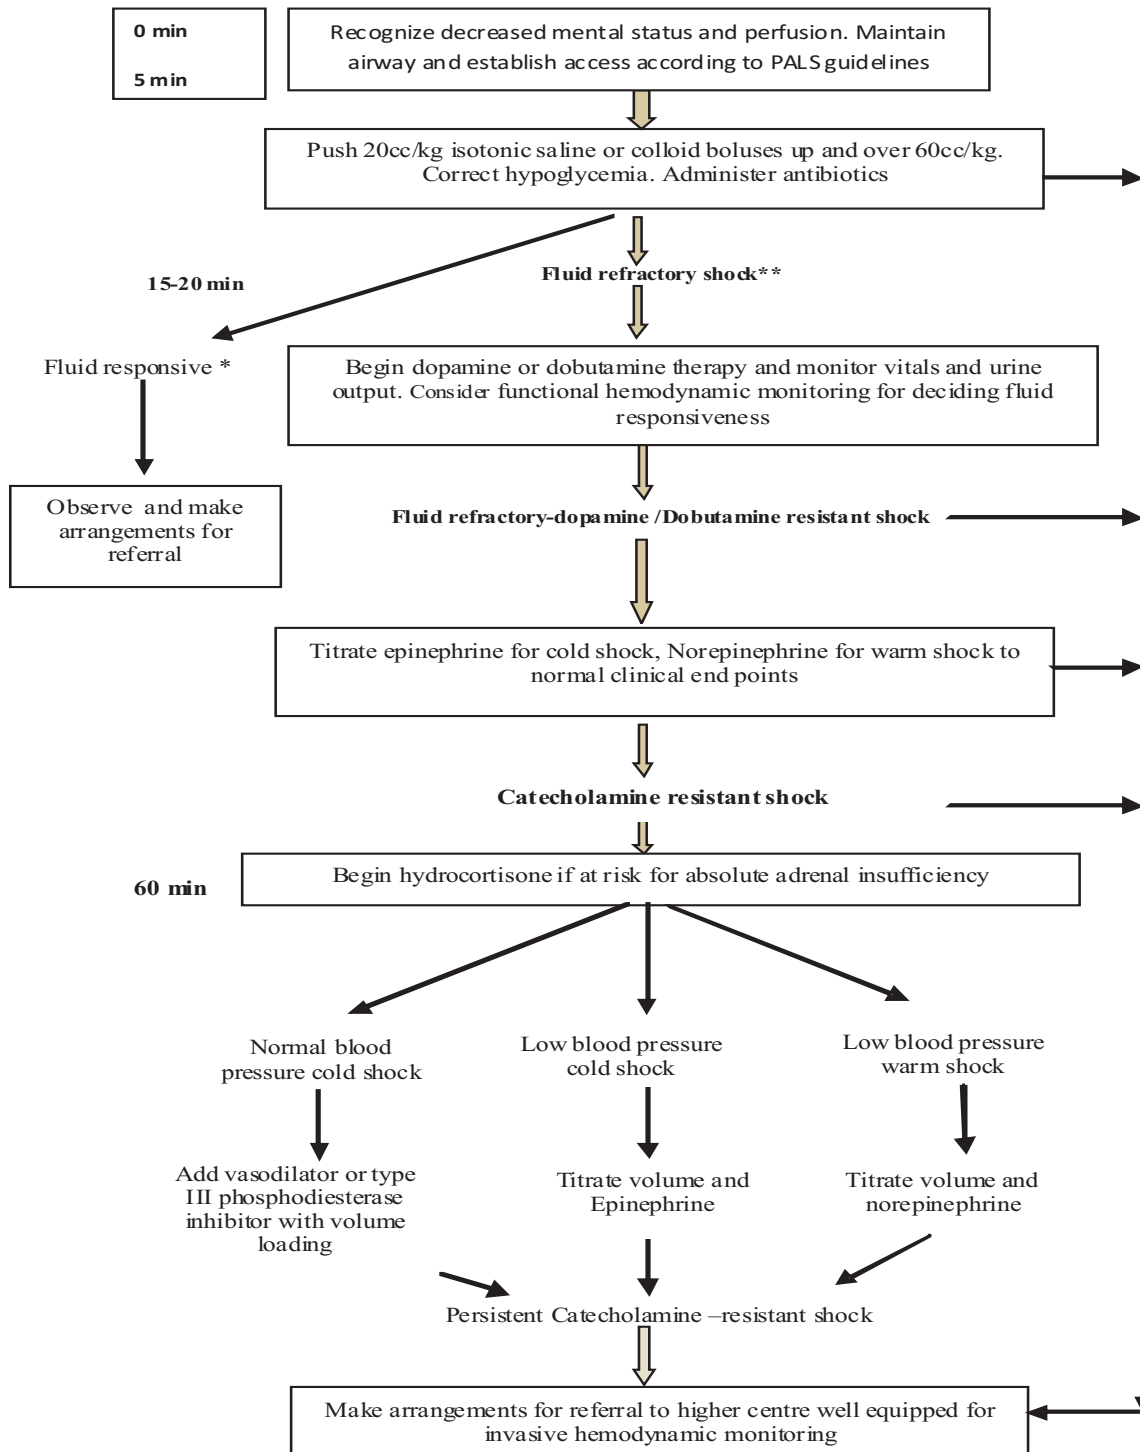 0 min
5 min
Recognize decreased mental status and perfusion. Maintain
airway and establish access according to PALS guidelines
Push 20cc/kg isotonic saline or colloid boluses up and over 60cc/kg.
Correct hypoglycemia. Administer antibiotics
15-20 min
Fluid refractory shock**
Fluid responsive *
Begin dopamine or dobutamine therapy and monitor vitals and urine
output. Consider functional hemodynamic monitoring for deciding fluid
responsiveness
Observe and make
arrangements for
referral
Fluid refractory-dopamine /Dobutamine resistant shock
Titrate epinephrine for cold shock, Norepinephrine for warm shock to
normal clinical end points
Catecholamine resistant shock
60 min
Begin hydrocortisone if at risk for absolute adrenal insufficiency
Normal blood
pressure cold shock
Low blood pressure
cold shock
Low blood pressure
warm shock
Add vasodilator or type
III phosphodiesterase
inhibitor with volume
loading
Titrate volume and
Epinephrine
Titrate volume and
norepinephrine
Persistent Catecholamine –resistant shock
Make arrangements for referral to higher centre well equipped for
invasive hemodynamic monitoring